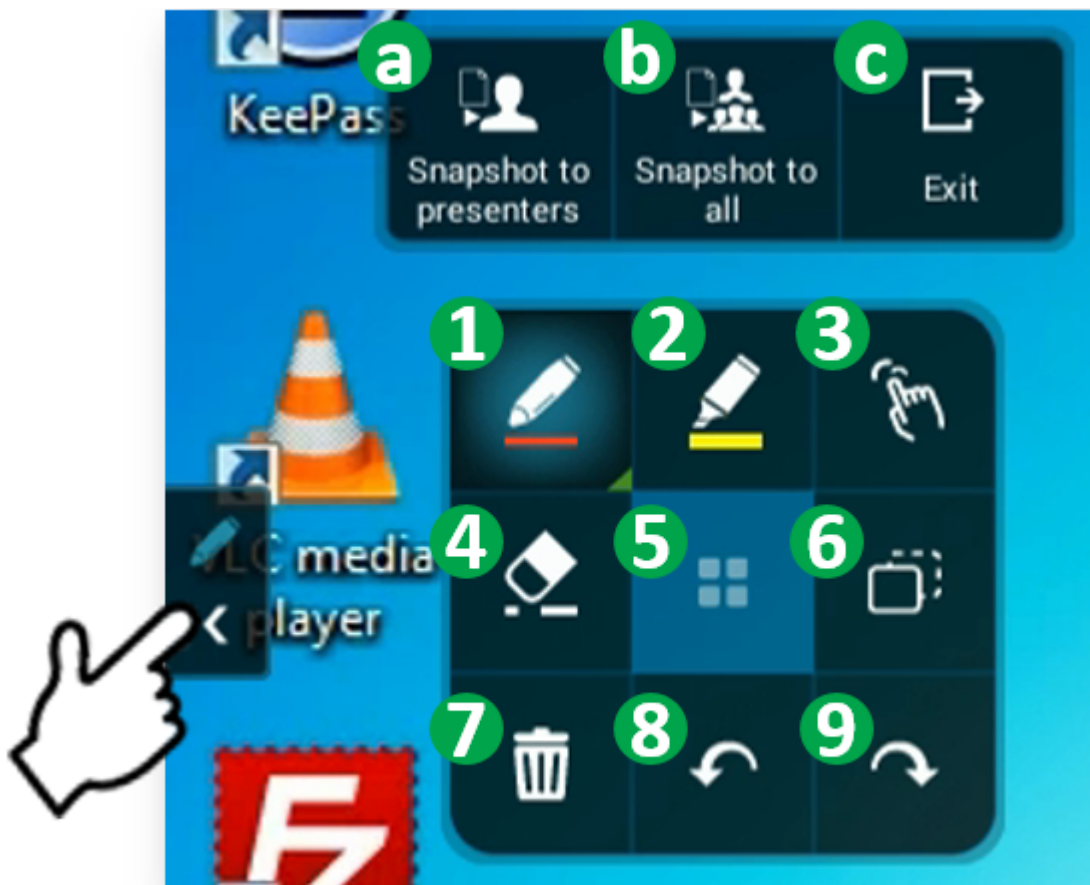 a
b
c
KeePass
Snapshot to
presenters
Snapshot to
all
Exit
1
2
3
4
5
6
VLC media
player
7
8
9
FZ